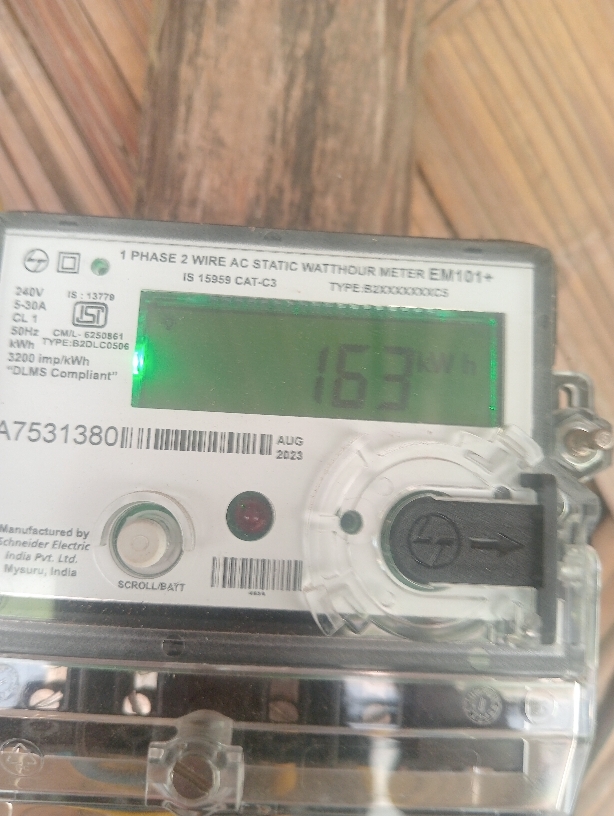 1 PHASE 2 WIRE AC STATIC WATTHOUR METER EM101+
IS 15959 CAT-C3 TYPE:B2XXXXXXXC5
240V
5-30A
CL 1
50Hz
kWh
3200 imp/kWh
"DLMS Compliant"
IS : 13779
ISI
CM/L- 6250861
TYPE:B2DLC0506
163 kWh
A7531380
AUG
2023
Manufactured by
Schneider Electric
India Pvt. Ltd.
Mysuru, India
SCROLL/BATT